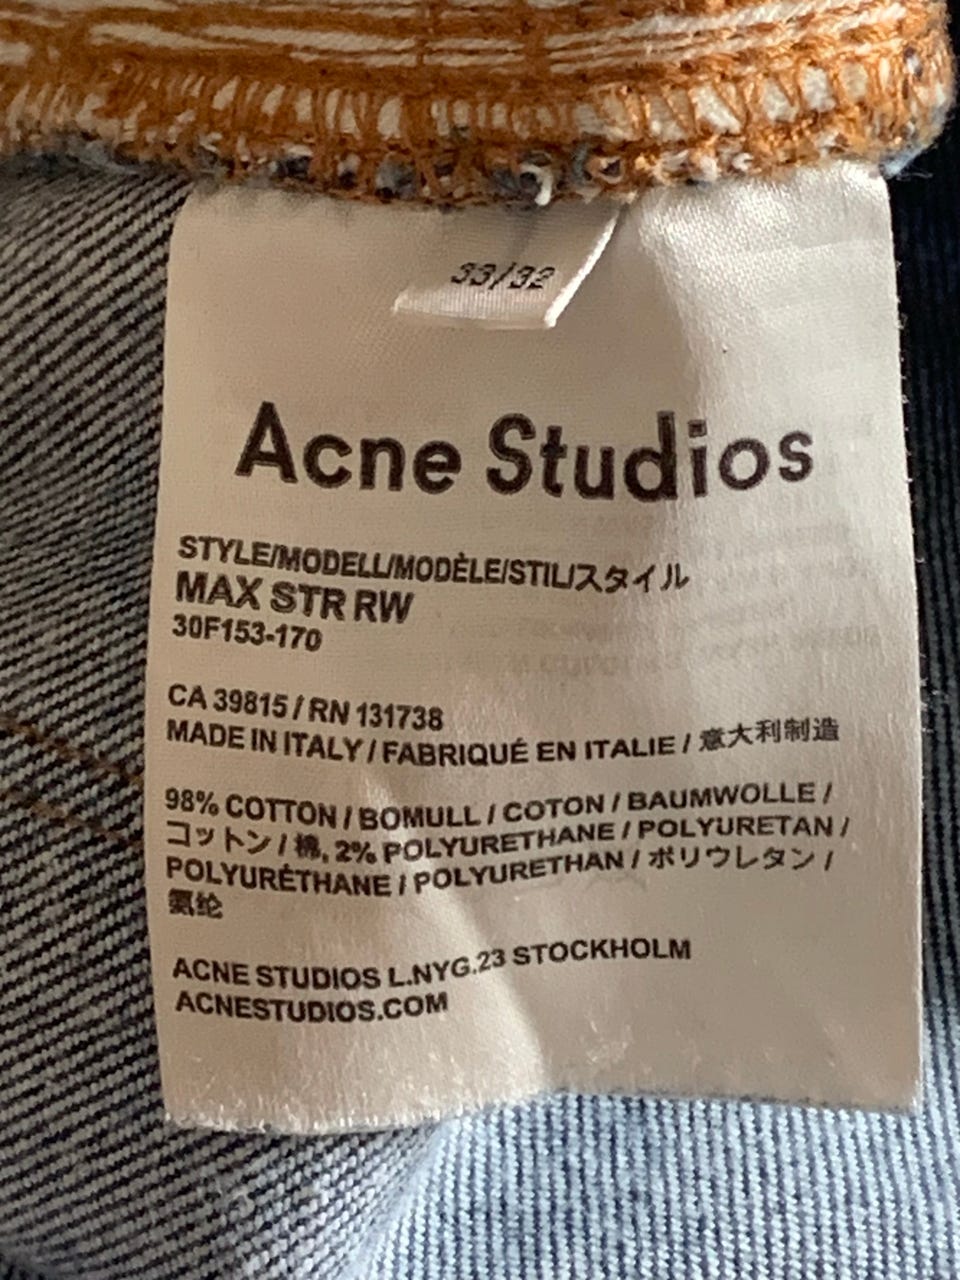 33/32
Acne Studios
STYLE/MODELL/MODÈLE/STIL/スタイル
MAX STR RW
30F153-170
CA 39815 / RN 131738
MADE IN ITALY / FABRIQUÉ EN ITALIE / 意大利制造
98% COTTON / BOMULL / COTON / BAUMWOLLE /
コットン / 棉, 2% POLYURETHANE / POLYURETAN /
POLYURÉTHANE / POLYURETHAN / ポリウレタン /
氨纶
ACNE STUDIOS L.NYG.23 STOCKHOLM
ACNESTUDIOS.COM